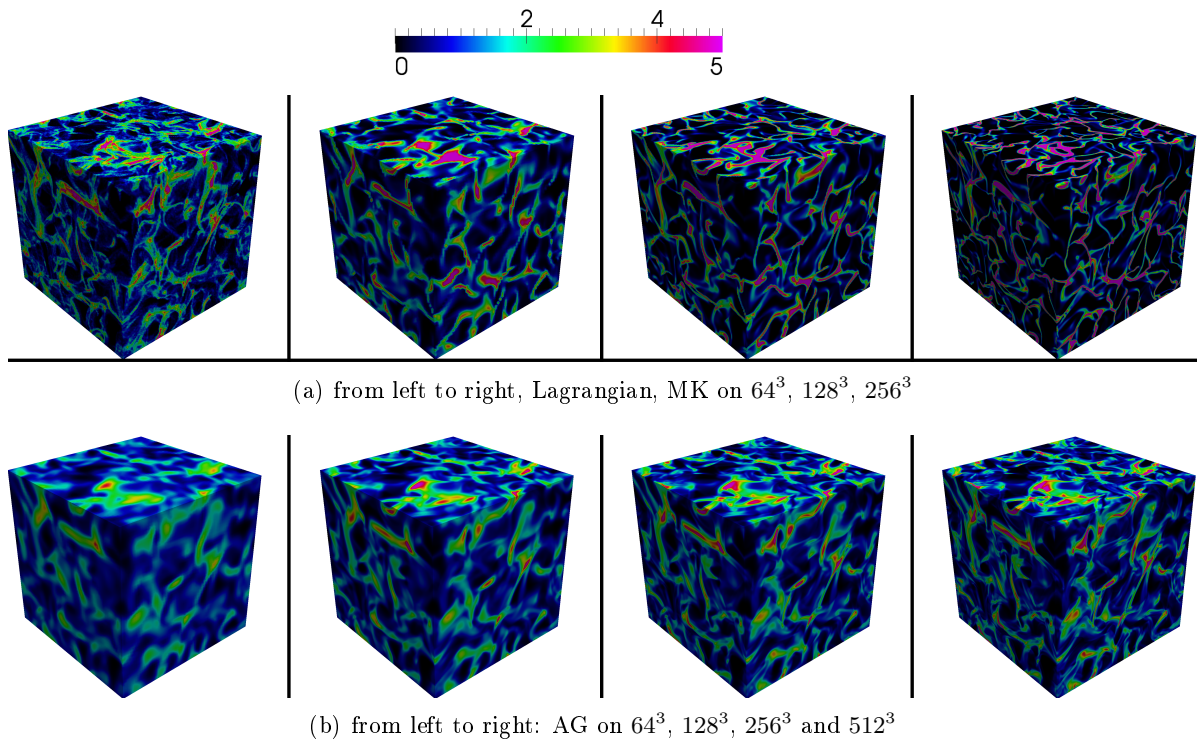 2 4
0 5
(a) from left to right, Lagrangian, MK on 64³, 128³, 256³
(b) from left to right: AG on 64³, 128³, 256³ and 512³